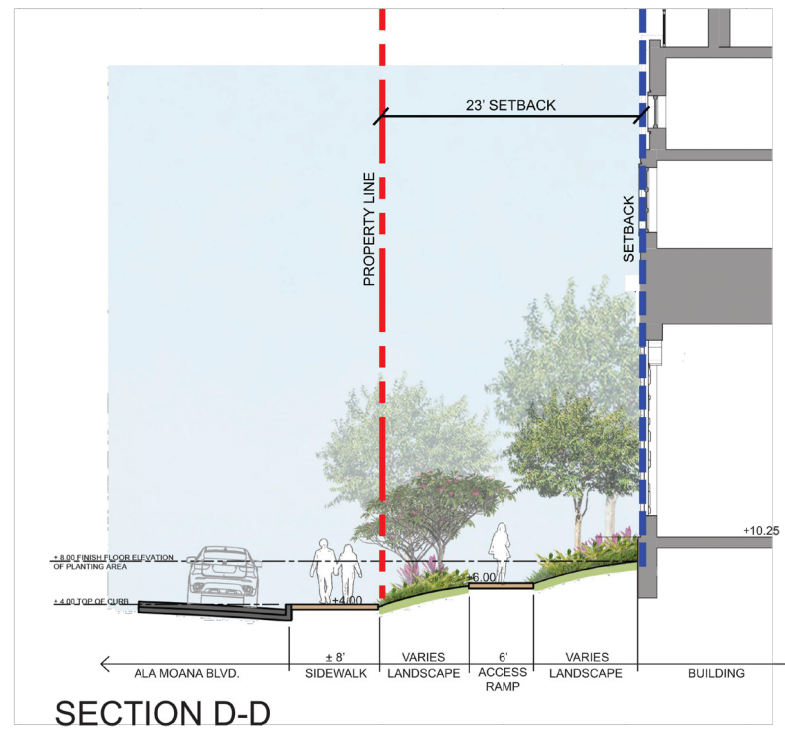 23' SETBACK
PROPERTY LINE
SETBACK
+10.25
+ 8.00 FINISH FLOOR ELEVATION
OF PLANTING AREA
+6.00
+ 4.00 TOP OF CURB
+4.00
ALA MOANA BLVD.
± 8'
SIDEWALK
VARIES
LANDSCAPE
6'
ACCESS
RAMP
VARIES
LANDSCAPE
BUILDING
SECTION D-D